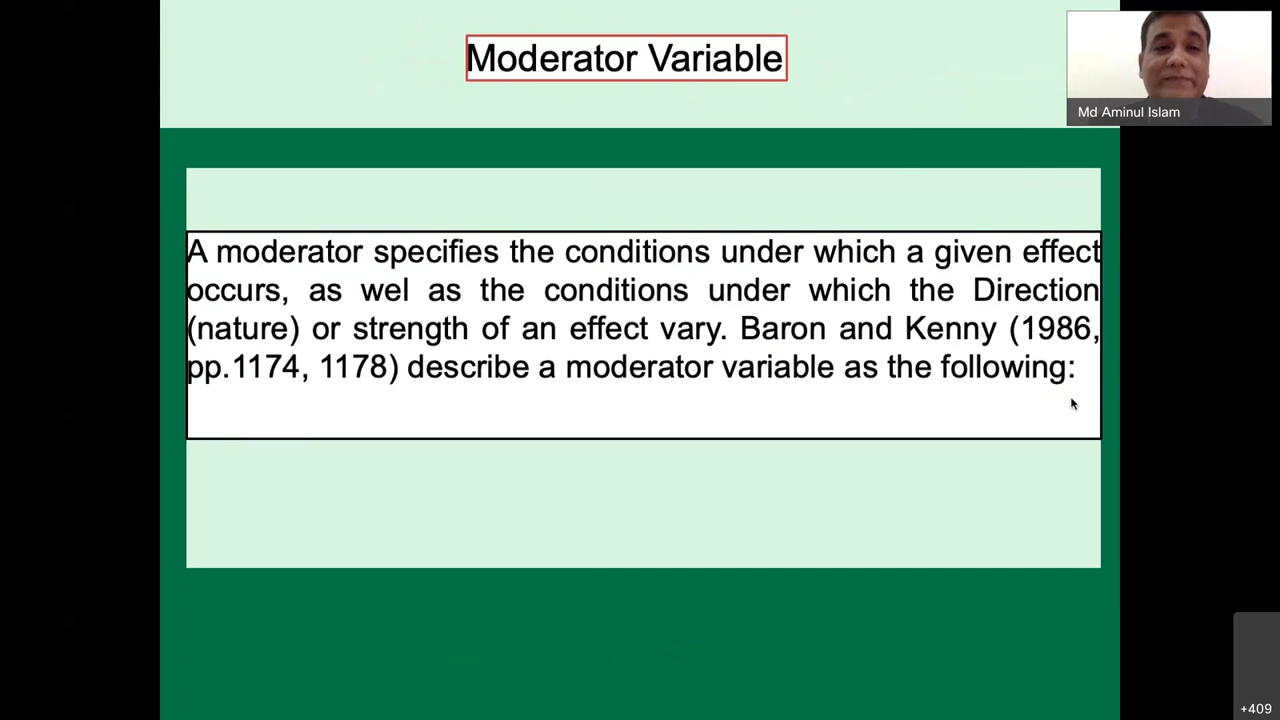 Moderator Variable
Md Aminul Islam
A moderator specifies the conditions under which a given effect
occurs, as wel as the conditions under which the Direction
(nature) or strength of an effect vary. Baron and Kenny (1986,
pp.1174, 1178) describe a moderator variable as the following:
+409